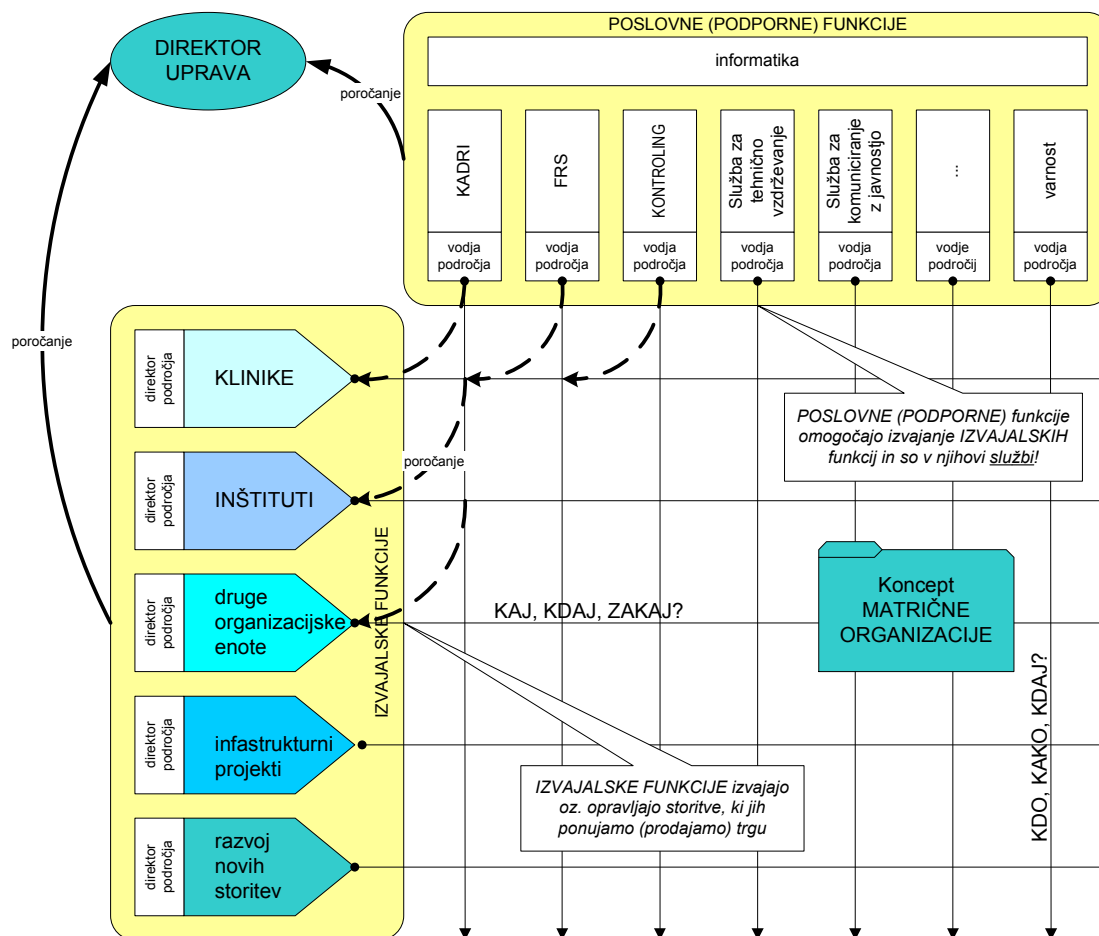 DIREKTOR
UPRAVA
poročanje
POSLOVNE (PODPORNE) FUNKCIJE
informatika
KADRI
FRS
KONTROLING
Služba za
tehnično
vzdrževanje
Služba za
komuniciranje
z javnostjo
...
varnost
vodja
področja
vodja
področja
vodja
področja
vodja
področja
vodja
področja
vodje
področij
vodja
področja
poročanje
direktor
področja
KLINIKE
POSLOVNE (PODPORNE) funkcije
omogočajo izvajanje IZVAJALSKIH
funkcij in so v njihovi službi!
poročanje
direktor
področja
INŠTITUTI
IZVAJALSKE FUNKCIJE
direktor
področja
druge
organizacijske
enote
KAJ, KDAJ, ZAKAJ?
Koncept
MATRIČNE
ORGANIZACIJE
KDO, KAKO, KDAJ?
direktor
področja
infastrukturni
projekti
IZVAJALSKE FUNKCIJE izvajajo
oz. opravljajo storitve, ki jih
ponujamo (prodajamo) trgu
direktor
področja
razvoj
novih
storitev